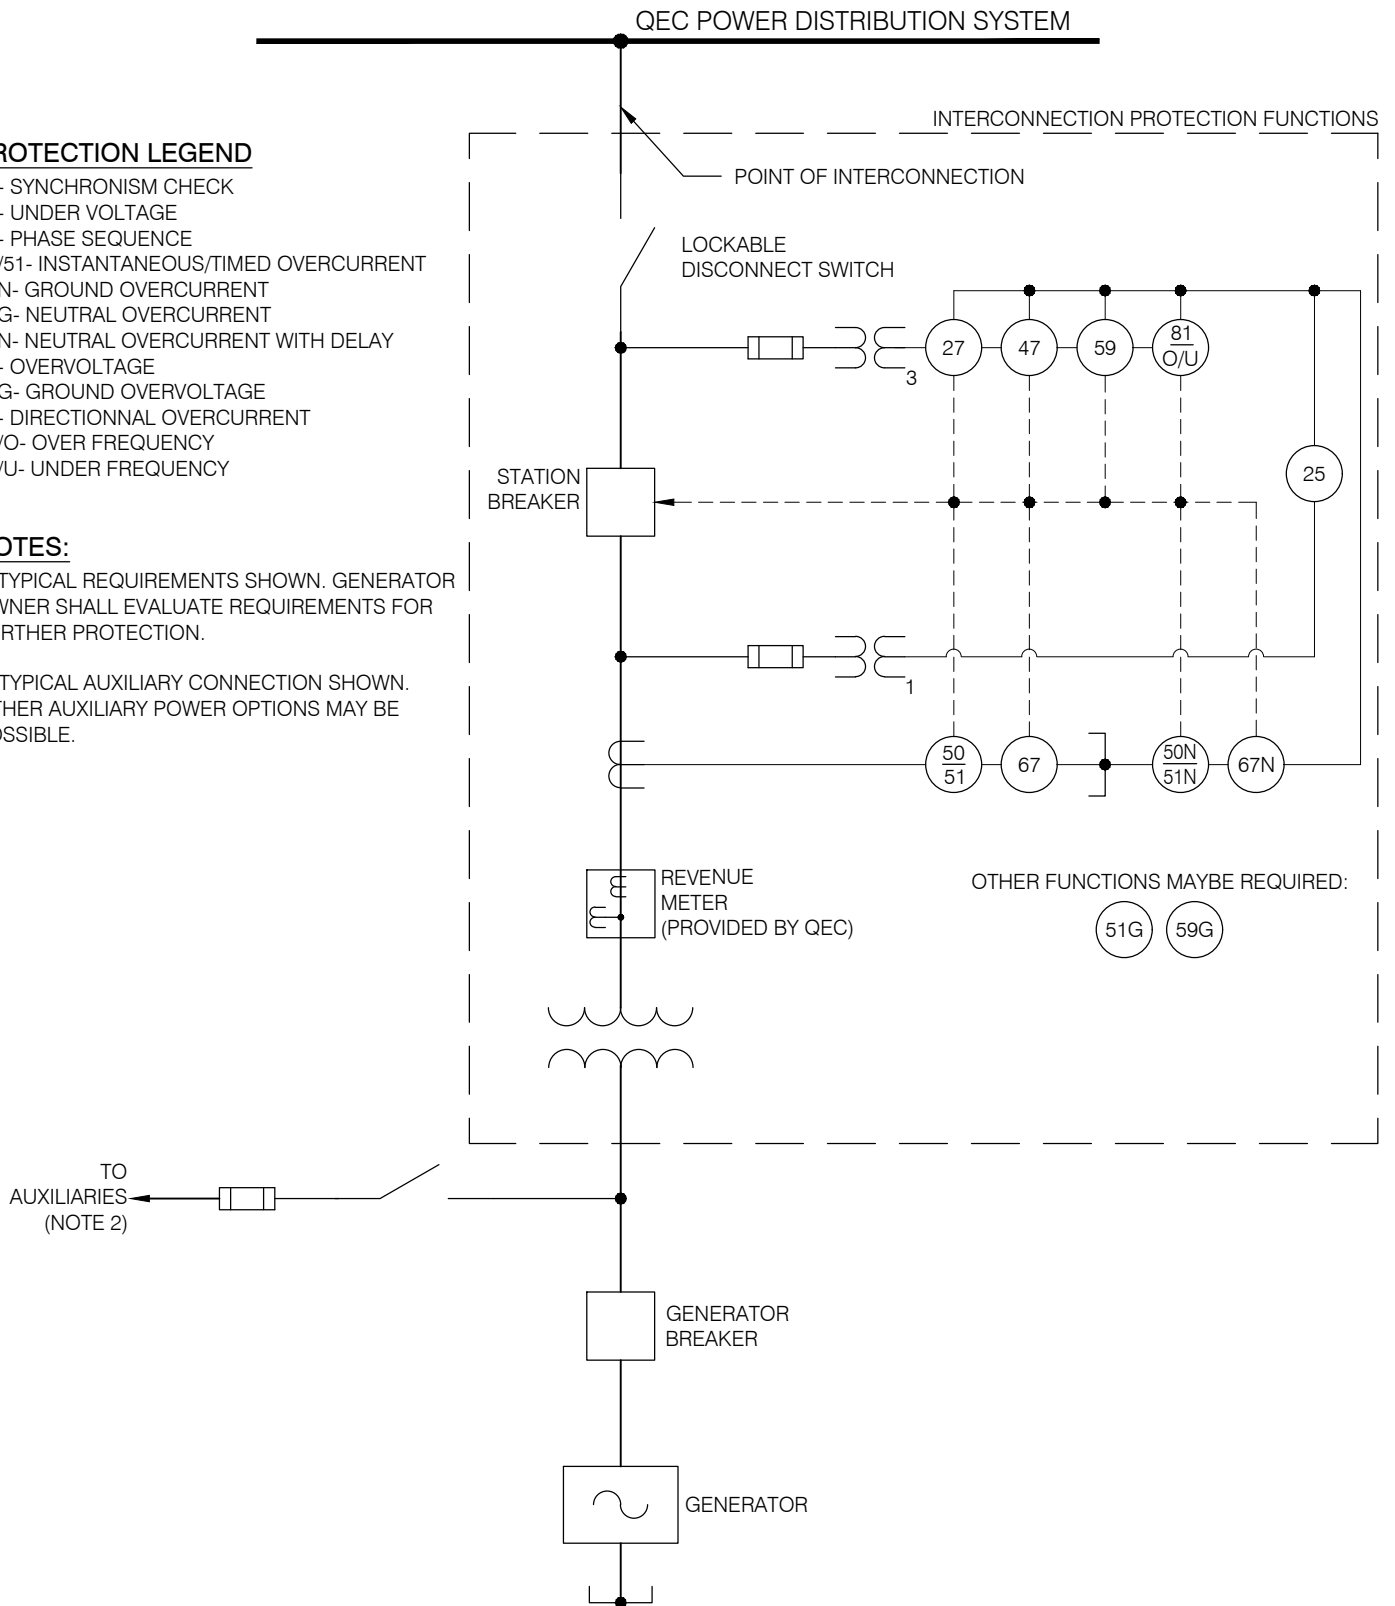 QEC POWER DISTRIBUTION SYSTEM
INTERCONNECTION PROTECTION FUNCTIONS
ROTECTION LEGEND
- SYNCHRONISM CHECK
- UNDER VOLTAGE
- PHASE SEQUENCE
/51- INSTANTANEOUS/TIMED OVERCURRENT
N- GROUND OVERCURRENT
G- NEUTRAL OVERCURRENT
N- NEUTRAL OVERCURRENT WITH DELAY
- OVERVOLTAGE
G- GROUND OVERVOLTAGE
- DIRECTIONNAL OVERCURRENT
/O- OVER FREQUENCY
/U- UNDER FREQUENCY
OTES:
TYPICAL REQUIREMENTS SHOWN. GENERATOR
WNER SHALL EVALUATE REQUIREMENTS FOR
RTHER PROTECTION.
TYPICAL AUXILIARY CONNECTION SHOWN.
THER AUXILIARY POWER OPTIONS MAY BE
OSSIBLE.
POINT OF INTERCONNECTION
LOCKABLE
DISCONNECT SWITCH
3
27
47
59
81
O/U
25
STATION
BREAKER
1
50
51
67
50N
51N
67N
REVENUE
METER
(PROVIDED BY QEC)
OTHER FUNCTIONS MAYBE REQUIRED:
51G
59G
TO
AUXILIARIES
(NOTE 2)
GENERATOR
BREAKER
GENERATOR